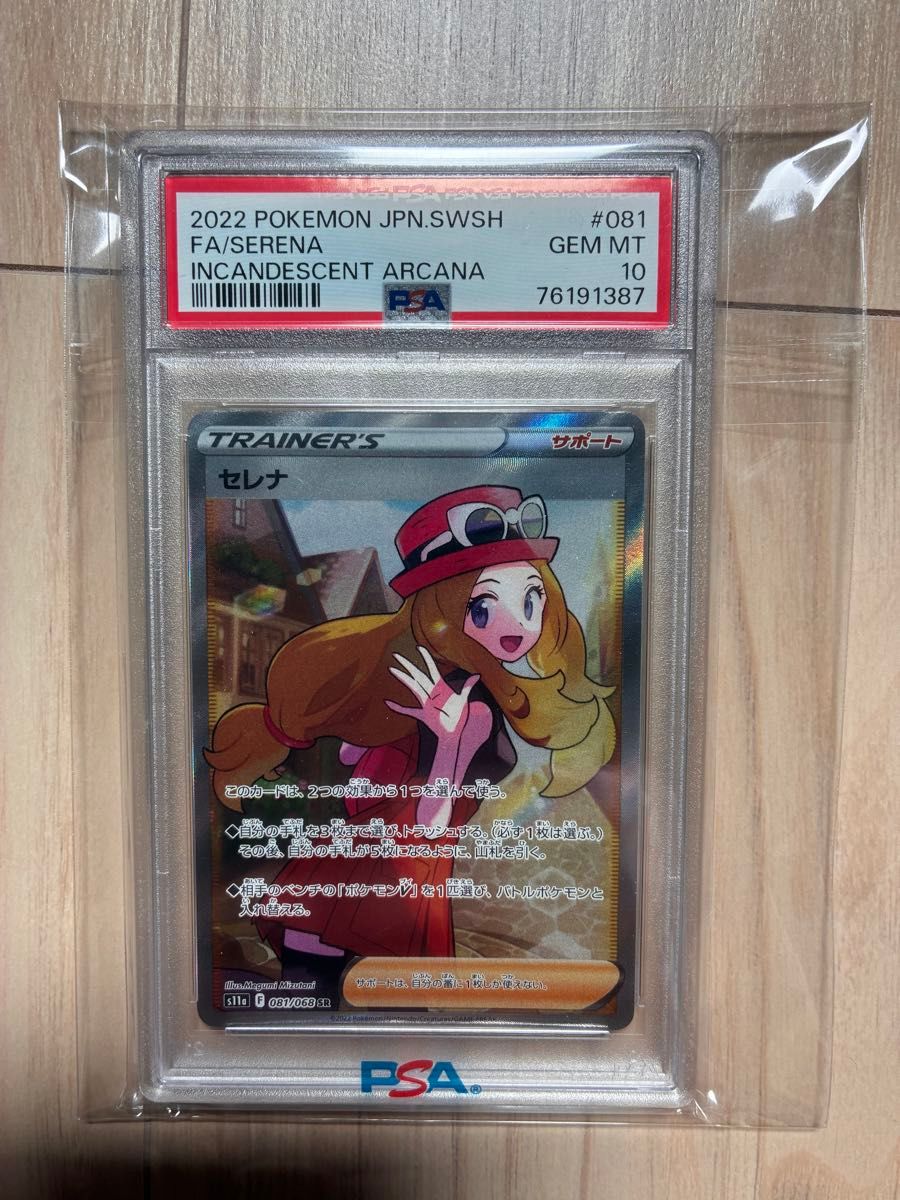 2022 POKEMON JPN.SWSH #081
FA/SERENA GEM MT
INCANDESCENT ARCANA 10
PSA 76191387
TRAINER'S サポート
セレナ
このカードは、2つの効果から1つを選んで使う。
◆自分の手札を3枚まで選び、トラッシュする。(必ず1枚は選ぶ。)
その後、自分の手札が5枚になるように、山札を引く。
◆相手のベンチの「ポケモンV」を1匹選び、バトルポケモンと
入れ替える。
Illus.Megumi Mizutani
サポートは、自分の番に1枚しか使えない。
s11a F 081/068 SR
©2022 Pokémon/Nintendo/Creatures/GAME FREAK
PSA®